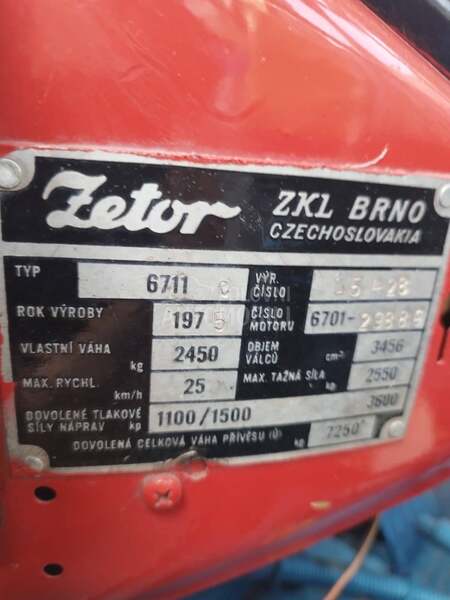 Zetor ZKL BRNO
CZECHOSLOVAKIA
TYP 6711 VÝR. ČÍSLO
ROK VÝROBY 1975 ČÍSLO MOTORU 6701-
VLASTNÍ VÁHA kg 2450 OBJEM VÁLCŮ cm³ 3456
MAX. RYCHL. km/h 25 MAX. TAŽNÁ SÍLA kp 2550
DOVOLENÉ TLAKOVÉ SÍLY NÁPRAV kp 1100/1500 3600
DOVOLENÁ CELKOVÁ VÁHA PŘÍVĚSU (Ů) kg 7250